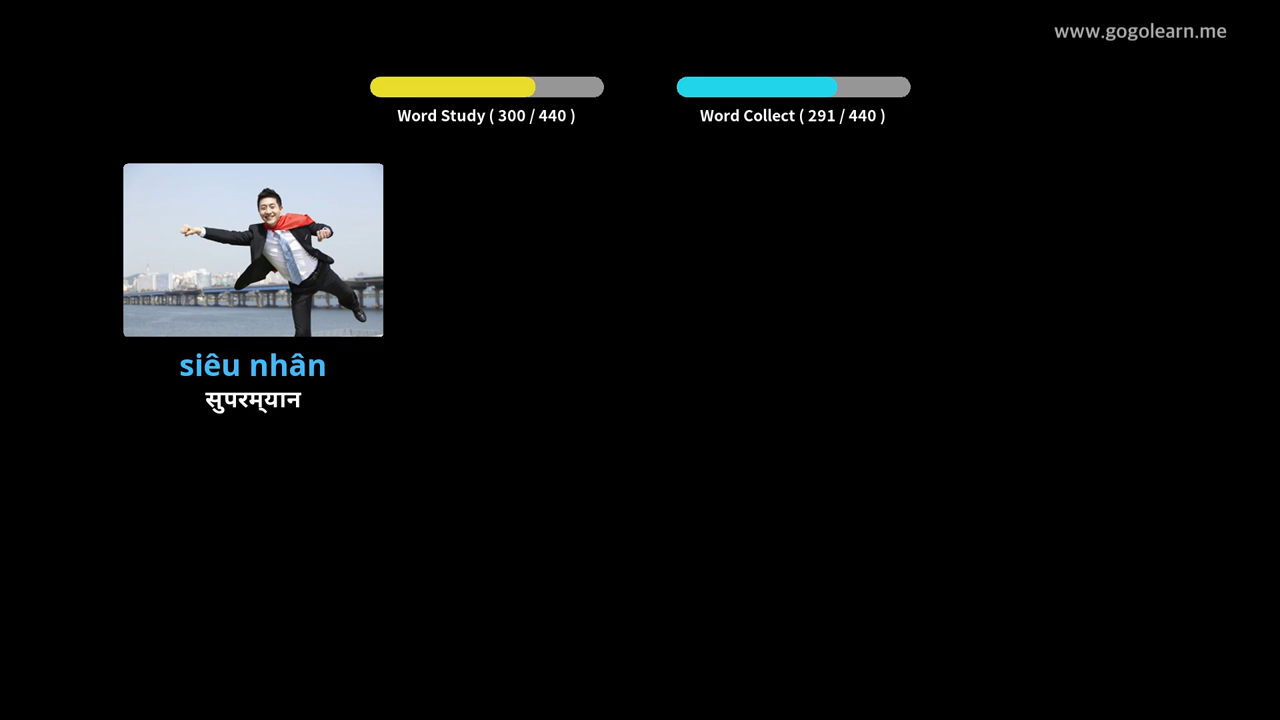 www.gogolearn.me
Word Study ( 300 / 440 )
Word Collect ( 291 / 440 )
siêu nhân
सुपरम्यान